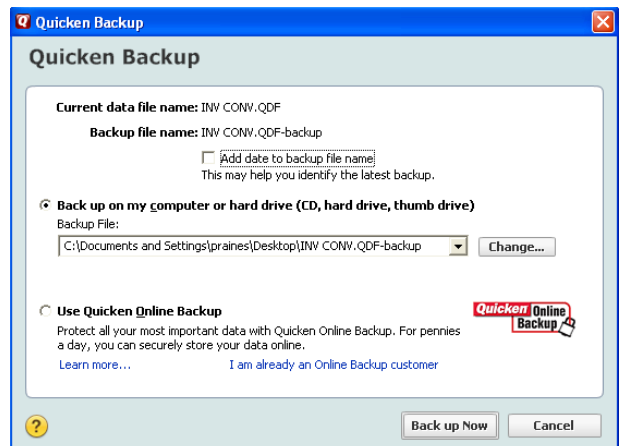 Quicken Backup
Quicken Backup
Current data file name: INV CONV.QDF
Backup file name: INV CONV.QDF-backup
Add date to backup file name
This may help you identify the latest backup.
Back up on my computer or hard drive (CD, hard drive, thumb drive)
Backup File:
C:\Documents and Settings\praines\Desktop\INV CONV.QDF-backup
Change...
Use Quicken Online Backup
Quicken Online
Backup
Protect all your most important data with Quicken Online Backup. For pennies
a day, you can securely store your data online.
Learn more... I am already an Online Backup customer
? Back up Now Cancel